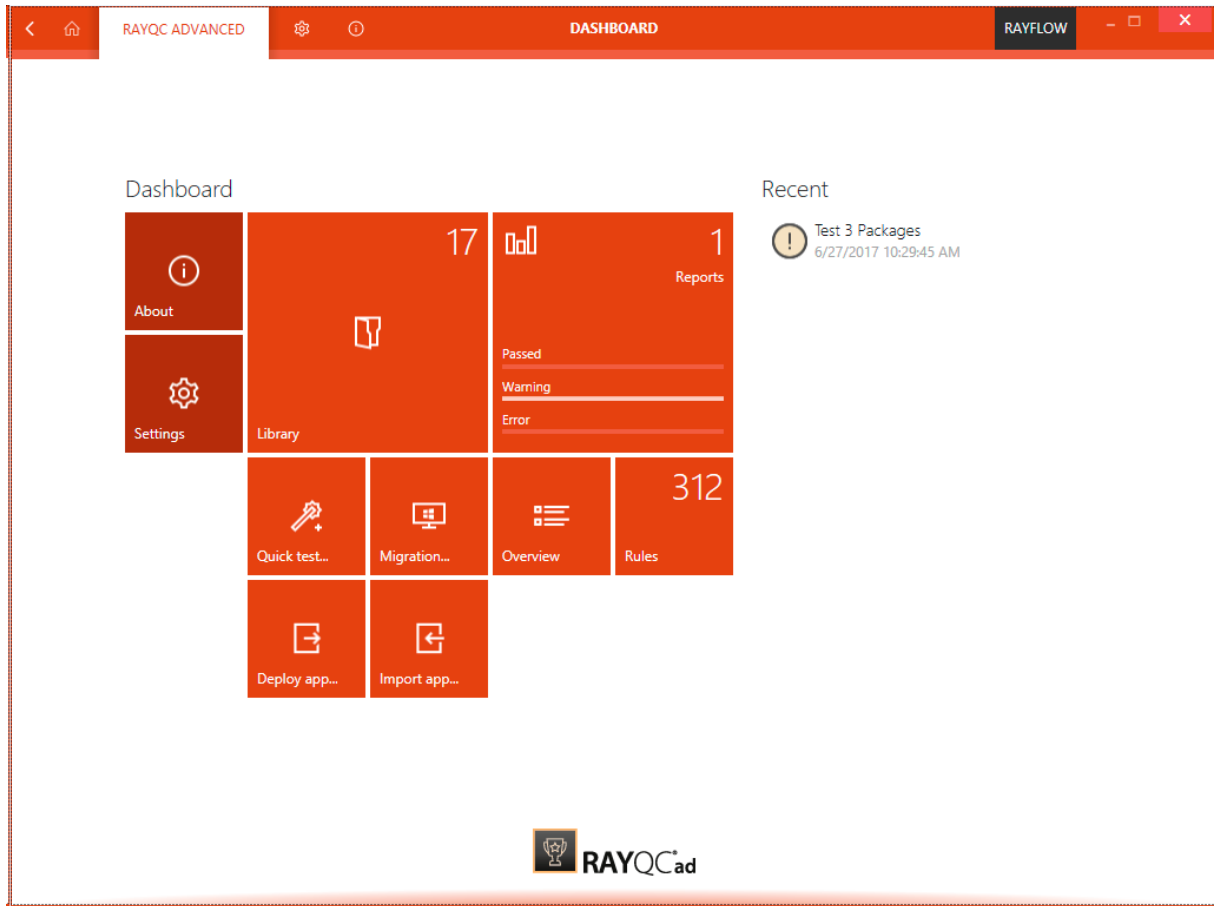 RAYQC ADVANCED
DASHBOARD
RAYFLOW
Dashboard
Recent
About
Settings
17
Library
1
Reports
Passed
Warning
Error
Test 3 Packages
6/27/2017 10:29:45 AM
Quick test...
Migration...
Overview
312
Rules
Deploy app...
Import app...
RAYQC®ad